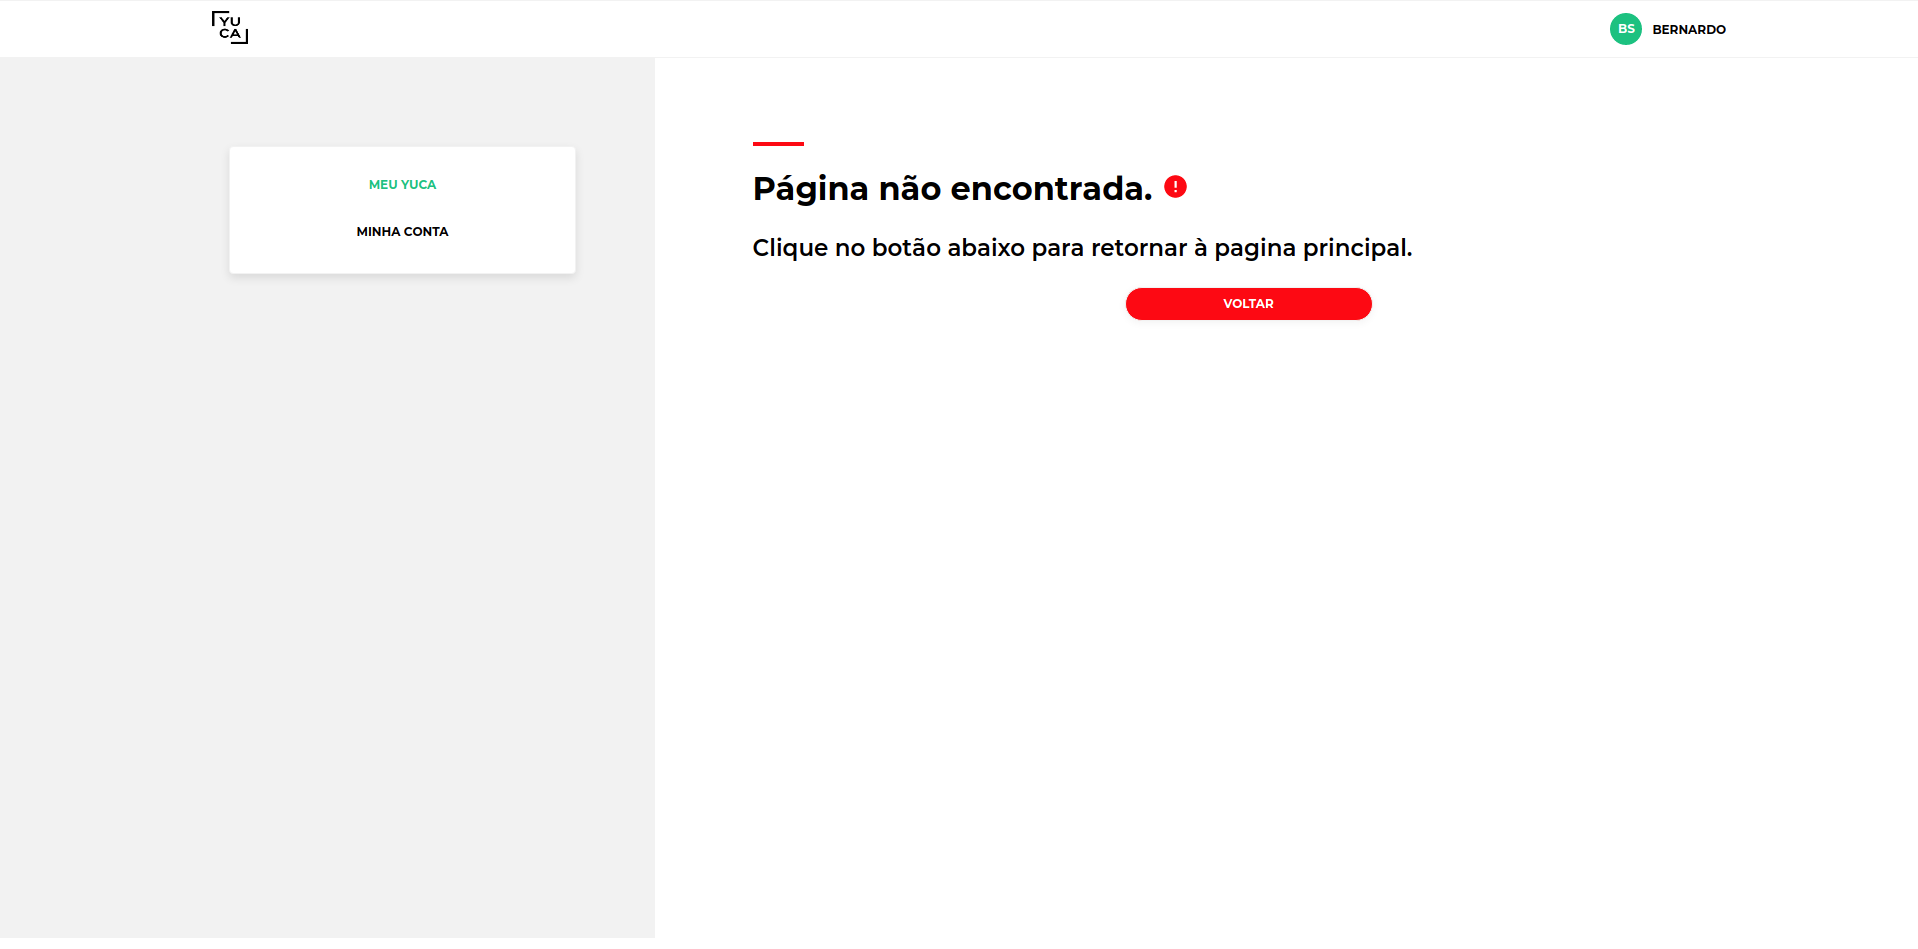 YU
CA
BS BERNARDO
MEU YUCA
MINHA CONTA
Página não encontrada.
Clique no botão abaixo para retornar à pagina principal.
VOLTAR